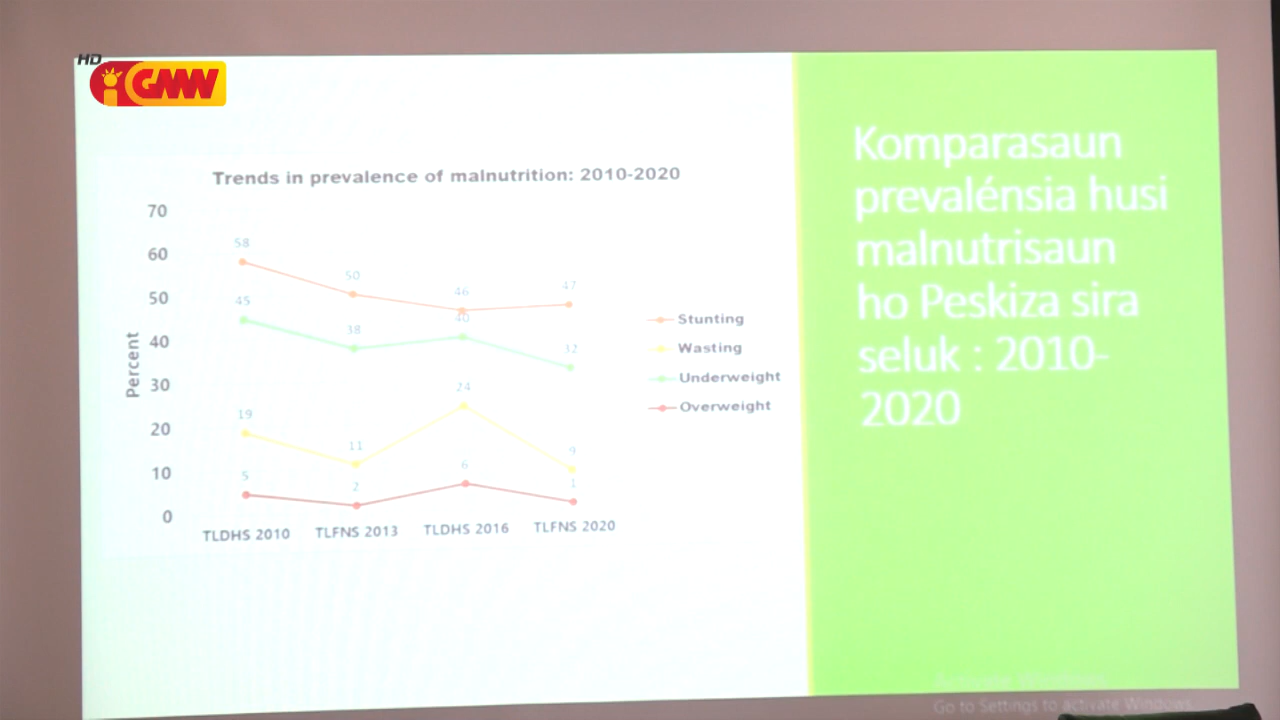 HD
GMN
Trends in prevalence of malnutrition: 2010-2020
Percent
70
60
50
40
30
20
10
0
58
50
46
47
45
38
40
32
19
11
24
9
5
2
6
1
TLDHS 2010
TLFNS 2013
TLDHS 2016
TLFNS 2020
Stunting
Wasting
Underweight
Overweight
Komparasaun
prevalénsia husi
malnutrisaun
ho Peskiza sira
seluk : 2010-
2020
Activate Windows
Go to Settings to activate Windows.